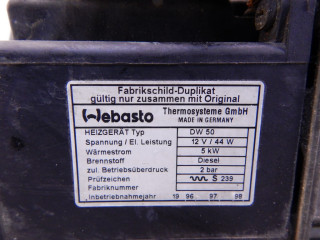 Fabrikschild-Duplikat
gültig nur zusammen mit Original
Webasto Thermosysteme GmbH
MADE IN GERMANY
HEIZGERÄT Typ DW 50
Spannung / El. Leistung 12 V / 44 W
Wärmestrom 5 kW
Brennstoff Diesel
zul. Betriebsüberdruck 2 bar
Prüfzeichen S 239
Fabriknummer
Inbetriebnahmejahr 19 96 97 98